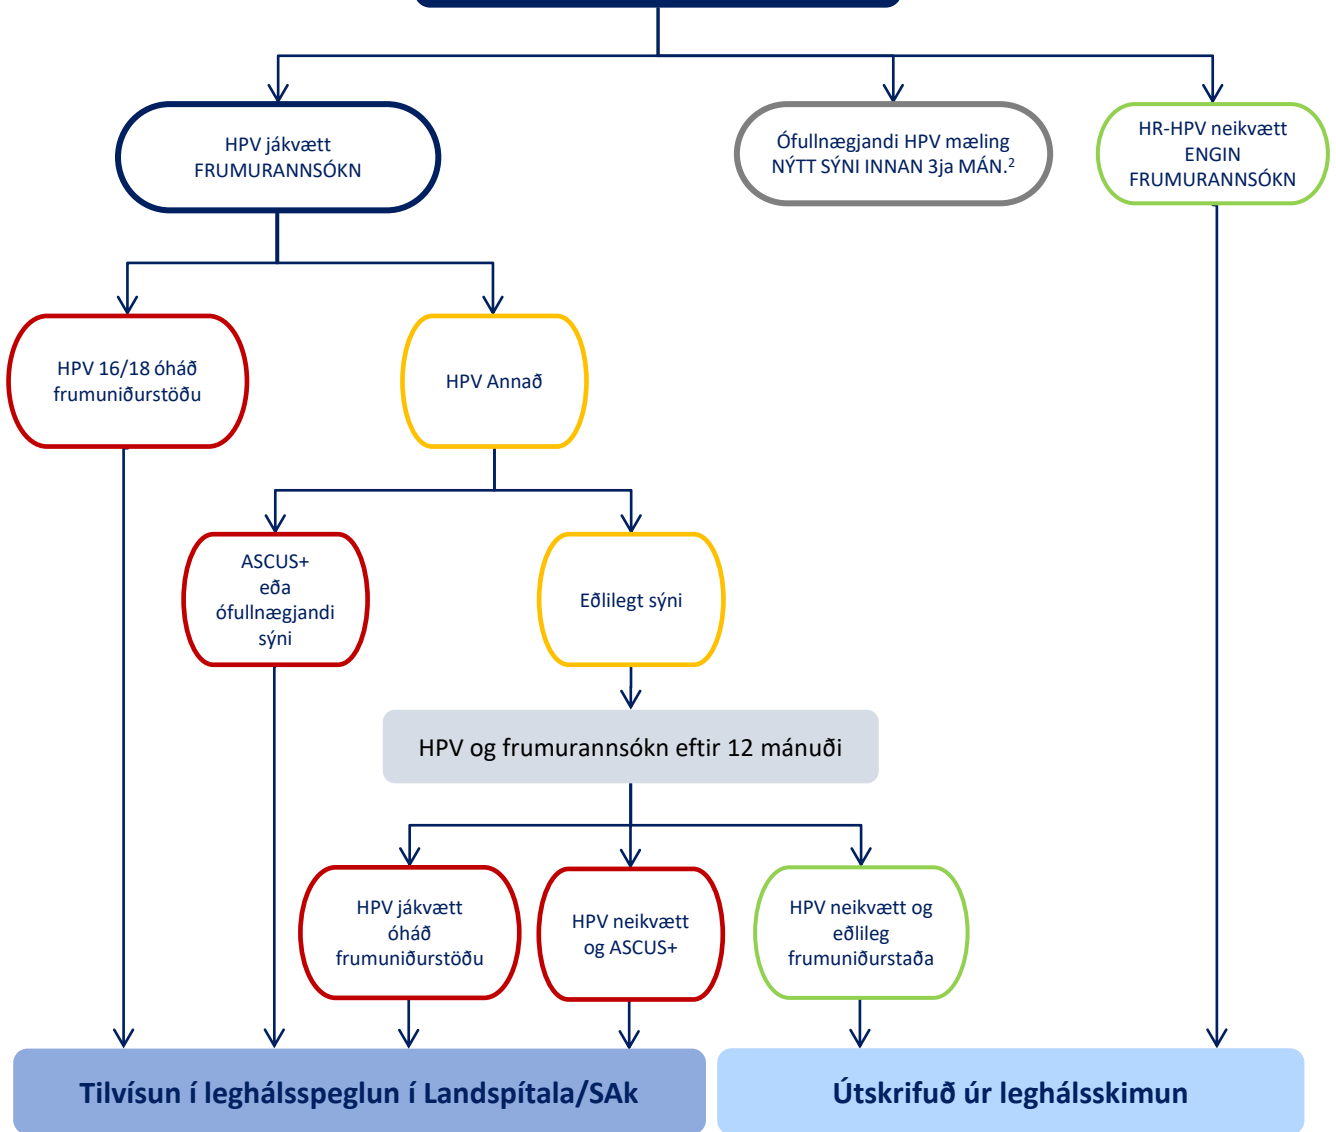 HPV jákvætt
FRUMURANNSÓKN
Ófullnægjandi HPV mæling
NÝTT SÝNI INNAN 3ja MÁN.²
HR-HPV neikvætt
ENGIN
FRUMURANNSÓKN
HPV 16/18 óháð
frumuniðurstöðu
HPV Annað
ASCUS+
eða
ófullnægjandi
sýni
Eðlilegt sýni
HPV og frumurannsókn eftir 12 mánuði
HPV jákvætt
óháð
frumuniðurstöðu
HPV neikvætt
og ASCUS+
HPV neikvætt og
eðlileg
frumuniðurstaða
Tilvísun í leghálsspeglun í Landspítala/SAk
Útskrifuð úr leghálsskimun